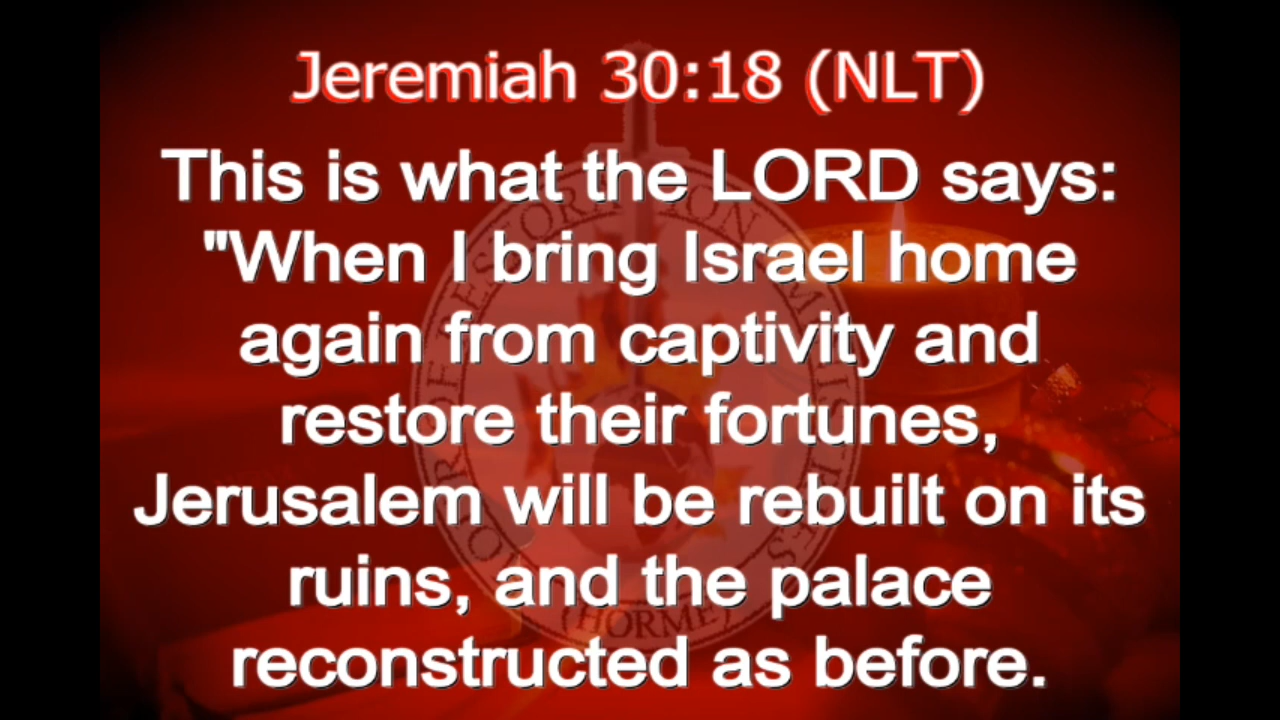 Jeremiah 30:18 (NLT)
This is what the LORD says:
"When I bring Israel home
again from captivity and
restore their fortunes,
Jerusalem will be rebuilt on its
ruins, and the palace
reconstructed as before.
(HORME)